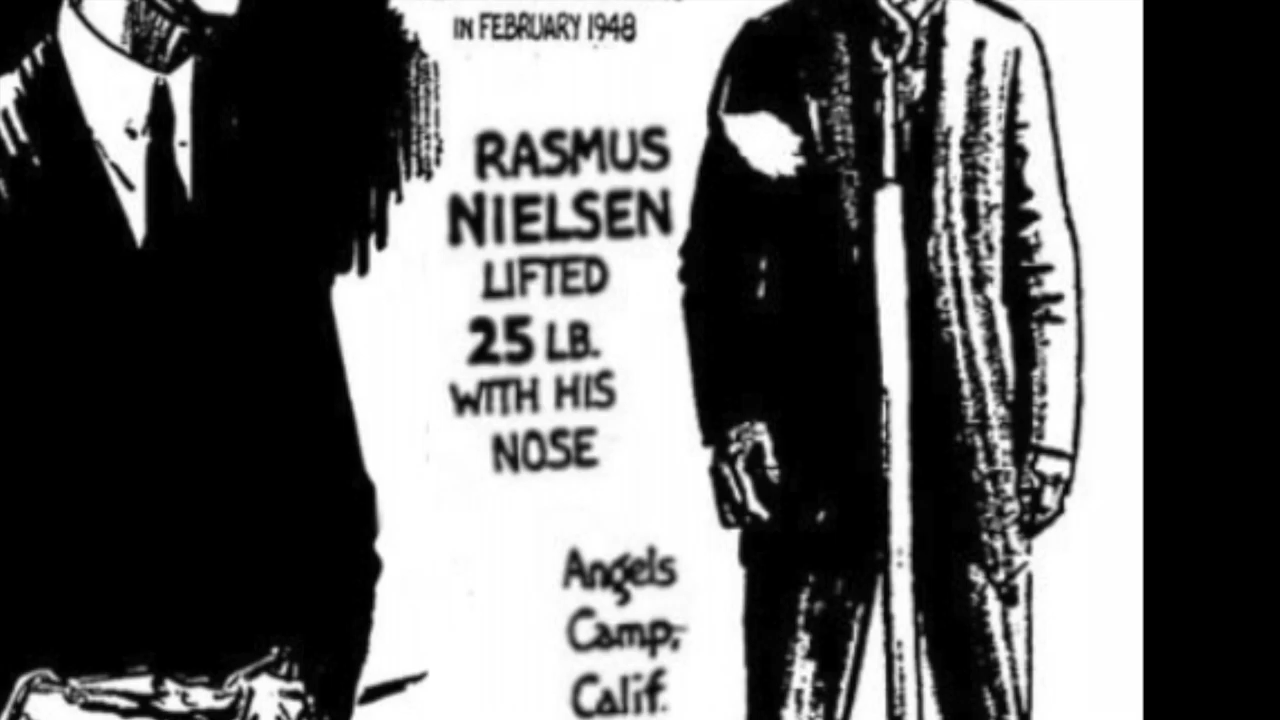 IN FEBRUARY 1948
RASMUS
NIELSEN
LIFTED
25 LB.
WITH HIS
NOSE
Angels
Camp,
Calif.